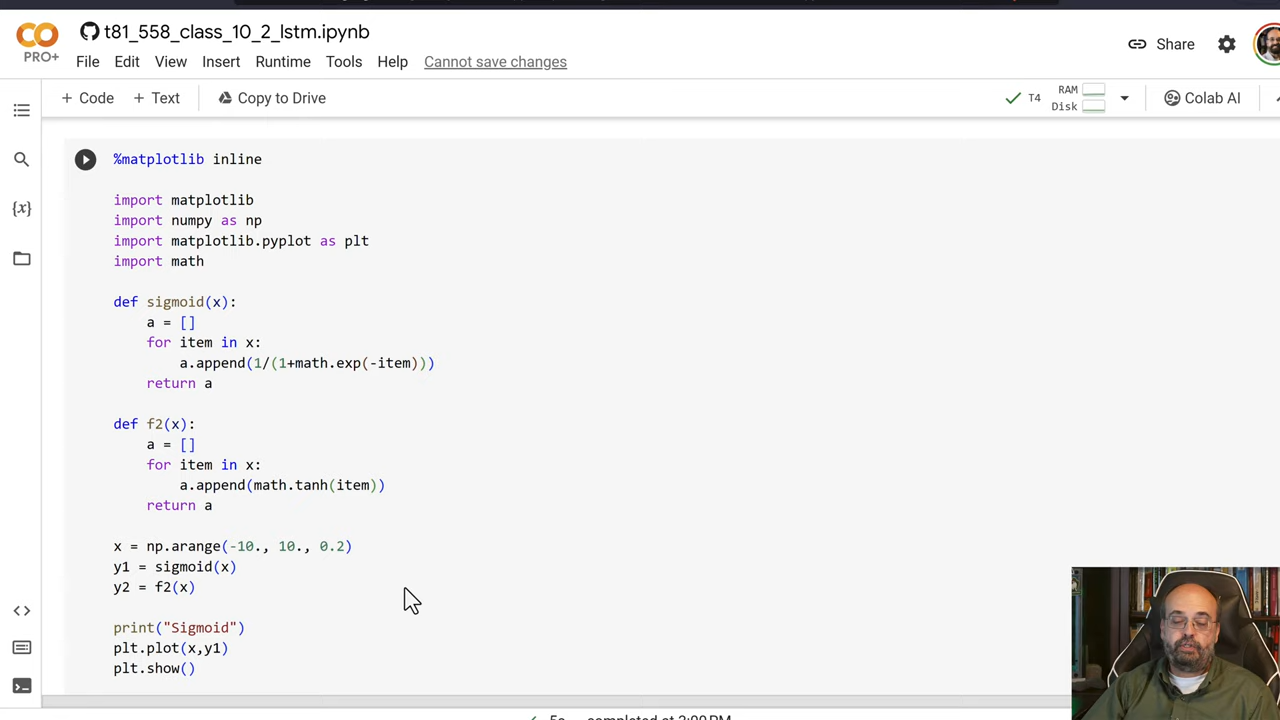 t81_558_class_10_2_lstm.ipynb
PRO+
File Edit View Insert Runtime Tools Help Cannot save changes
Share
+ Code + Text Copy to Drive
T4 RAM Disk
Colab AI
%matplotlib inline
import matplotlib
import numpy as np
import matplotlib.pyplot as plt
import math
def sigmoid(x):
a = []
for item in x:
a.append(1/(1+math.exp(-item)))
return a
def f2(x):
a = []
for item in x:
a.append(math.tanh(item))
return a
x = np.arange(-10., 10., 0.2)
y1 = sigmoid(x)
y2 = f2(x)
print("Sigmoid")
plt.plot(x,y1)
plt.show()
{x}
<>
5s completed at 2:00 PM